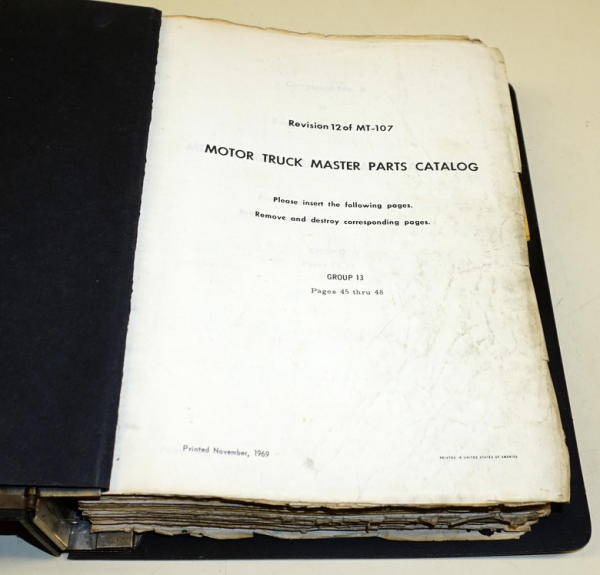 Revision 12 of MT-107
MOTOR TRUCK MASTER PARTS CATALOG
Please insert the following pages.
Remove and destroy corresponding pages.
GROUP 13
Pages 45 thru 48
Printed November, 1969
PRINTED IN UNITED STATES OF AMERICA